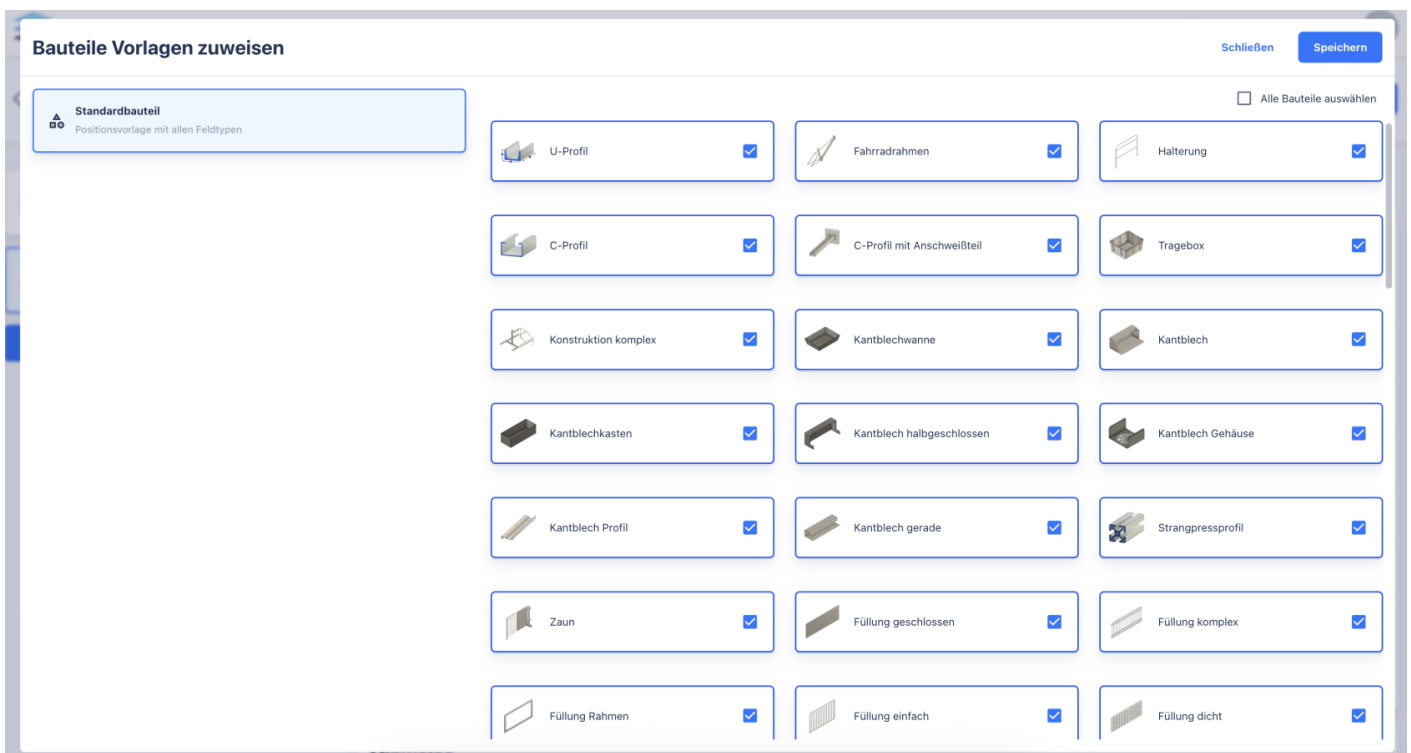 Bauteile Vorlagen zuweisen
Schließen
Speichern
Standardbauteil
Positionsvorlage mit allen Feldtypen
Alle Bauteile auswählen
U-Profil
Fahrradrahmen
Halterung
C-Profil
C-Profil mit Anschweißteil
Tragebox
Konstruktion komplex
Kantblechwanne
Kantblech
Kantblechkasten
Kantblech halbgeschlossen
Kantblech Gehäuse
Kantblech Profil
Kantblech gerade
Strangpressprofil
Zaun
Füllung geschlossen
Füllung komplex
Füllung Rahmen
Füllung einfach
Füllung dicht